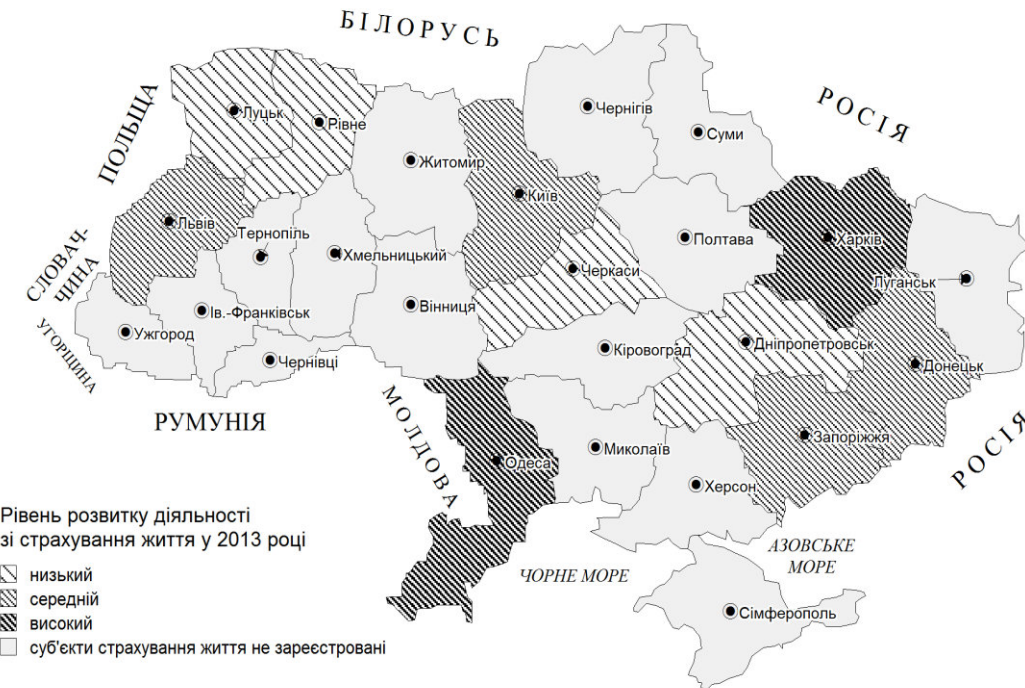 БІЛОРУСЬ
ПОЛЬЩА
РОСІЯ
Луцьк
Рівне
Чернігів
Суми
Житомир
Київ
Львів
СЛОВАЧ-
ЧИНА
Тернопіль
Хмельницький
Черкаси
Полтава
Харків
Луганськ
УГОРЩИНА
Ужгород
Ів.-Франківськ
Вінниця
Чернівці
Кіровоград
Дніпропетровськ
Донецьк
РУМУНІЯ
МОЛДОВА
Одеса
Миколаїв
Запоріжжя
Херсон
РОСІЯ
Рівень розвитку діяльності
зі страхування життя у 2013 році
низький
середній
високий
суб'єкти страхування життя не зареєстровані
ЧОРНЕ МОРЕ
АЗОВСЬКЕ
МОРЕ
Сімферополь